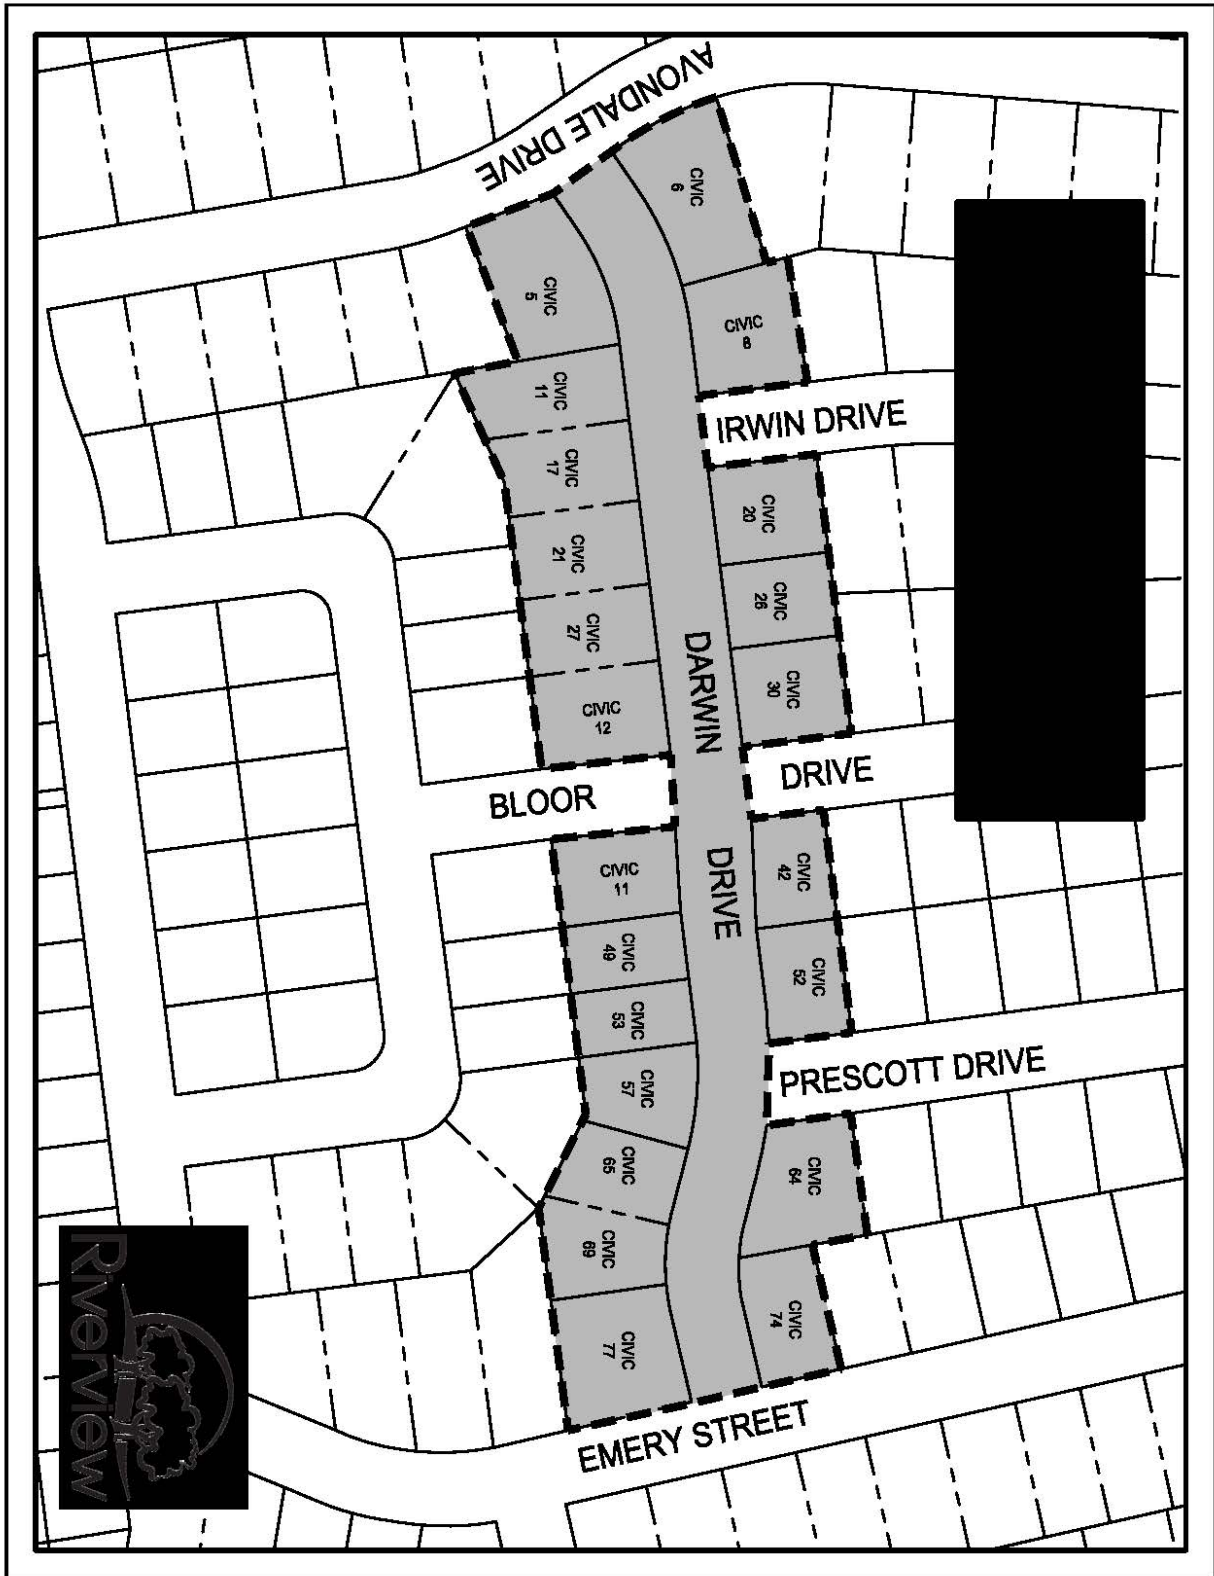 AVONDALE DRIVE
CIVIC
6
CIVIC
5
CIVIC
8
CIVIC
11
IRWIN DRIVE
CIVIC
17
CIVIC
20
CIVIC
21
CIVIC
26
CIVIC
27
CIVIC
30
CIVIC
12
DARWIN
DRIVE
BLOOR
DRIVE
CIVIC
11
CIVIC
42
CIVIC
49
CIVIC
52
CIVIC
53
CIVIC
57
PRESCOTT DRIVE
CIVIC
65
CIVIC
64
CIVIC
69
CIVIC
74
CIVIC
77
EMERY STREET
Riverview